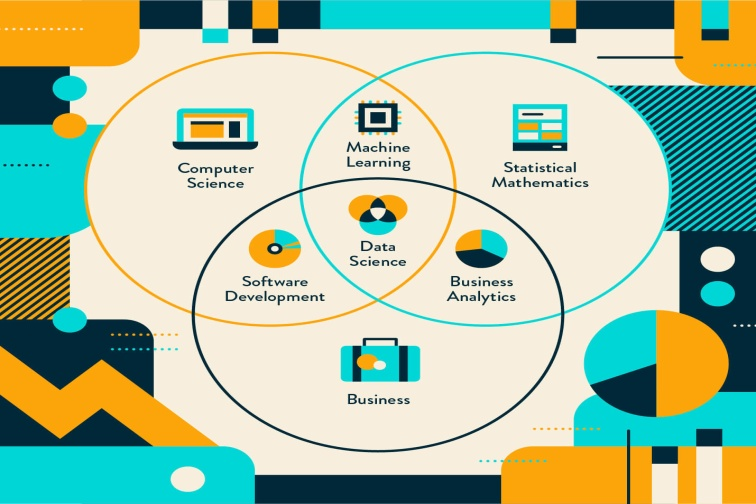 Computer
Science
Machine
Learning
Statistical
Mathematics
Data
Science
Software
Development
Business
Analytics
Business